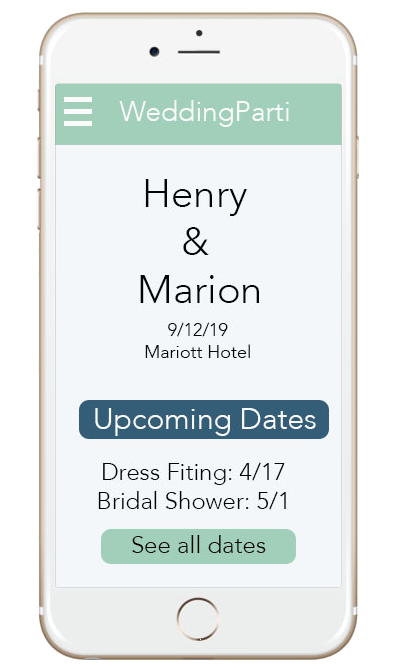 WeddingParti
Henry
&
Marion
9/12/19
Mariott Hotel
Upcoming Dates
Dress Fiting: 4/17
Bridal Shower: 5/1
See all dates